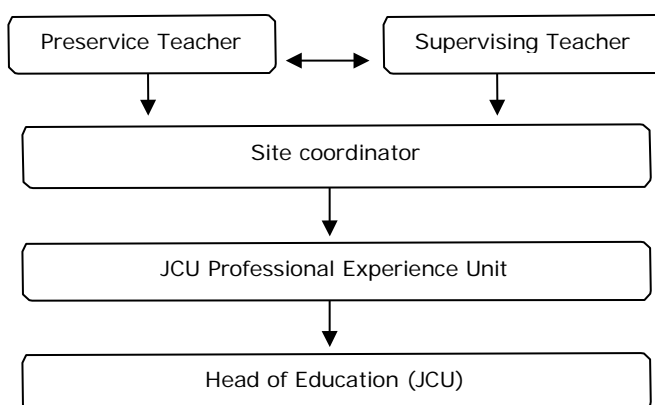 Preservice Teacher
Supervising Teacher
Site coordinator
JCU Professional Experience Unit
Head of Education (JCU)